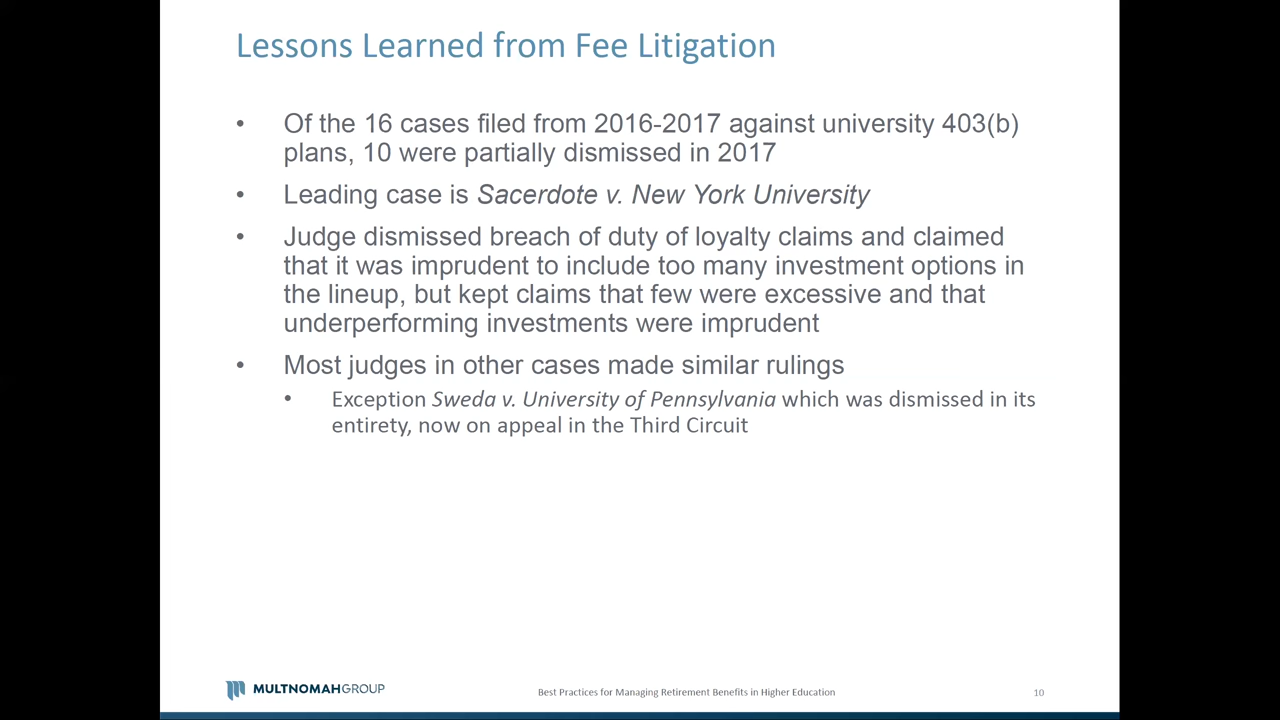 Lessons Learned from Fee Litigation
• Of the 16 cases filed from 2016-2017 against university 403(b)
plans, 10 were partially dismissed in 2017
• Leading case is Sacerdote v. New York University
• Judge dismissed breach of duty of loyalty claims and claimed
that it was imprudent to include too many investment options in
the lineup, but kept claims that few were excessive and that
underperforming investments were imprudent
• Most judges in other cases made similar rulings
• Exception Sweda v. University of Pennsylvania which was dismissed in its
entirety, now on appeal in the Third Circuit
MULTNOMAHGROUP
Best Practices for Managing Retirement Benefits in Higher Education
10